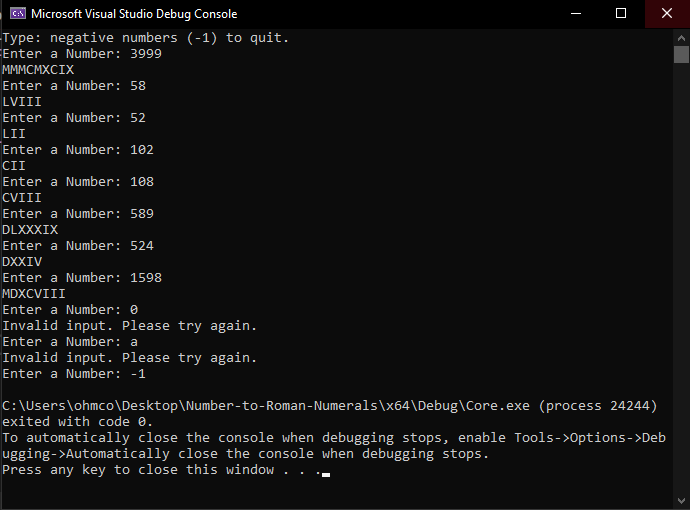 Microsoft Visual Studio Debug Console
Type: negative numbers (-1) to quit.
Enter a Number: 3999
MMMCMXCIX
Enter a Number: 58
LVIII
Enter a Number: 52
LII
Enter a Number: 102
CII
Enter a Number: 108
CVIII
Enter a Number: 589
DLXXXIX
Enter a Number: 524
DXXIV
Enter a Number: 1598
MDXCVIII
Enter a Number: 0
Invalid input. Please try again.
Enter a Number: a
Invalid input. Please try again.
Enter a Number: -1
C:\Users\ohmco\Desktop\Number-to-Roman-Numerals\x64\Debug\Core.exe (process 24244)
exited with code 0.
To automatically close the console when debugging stops, enable Tools->Options->Deb
ugging->Automatically close the console when debugging stops.
Press any key to close this window . . .